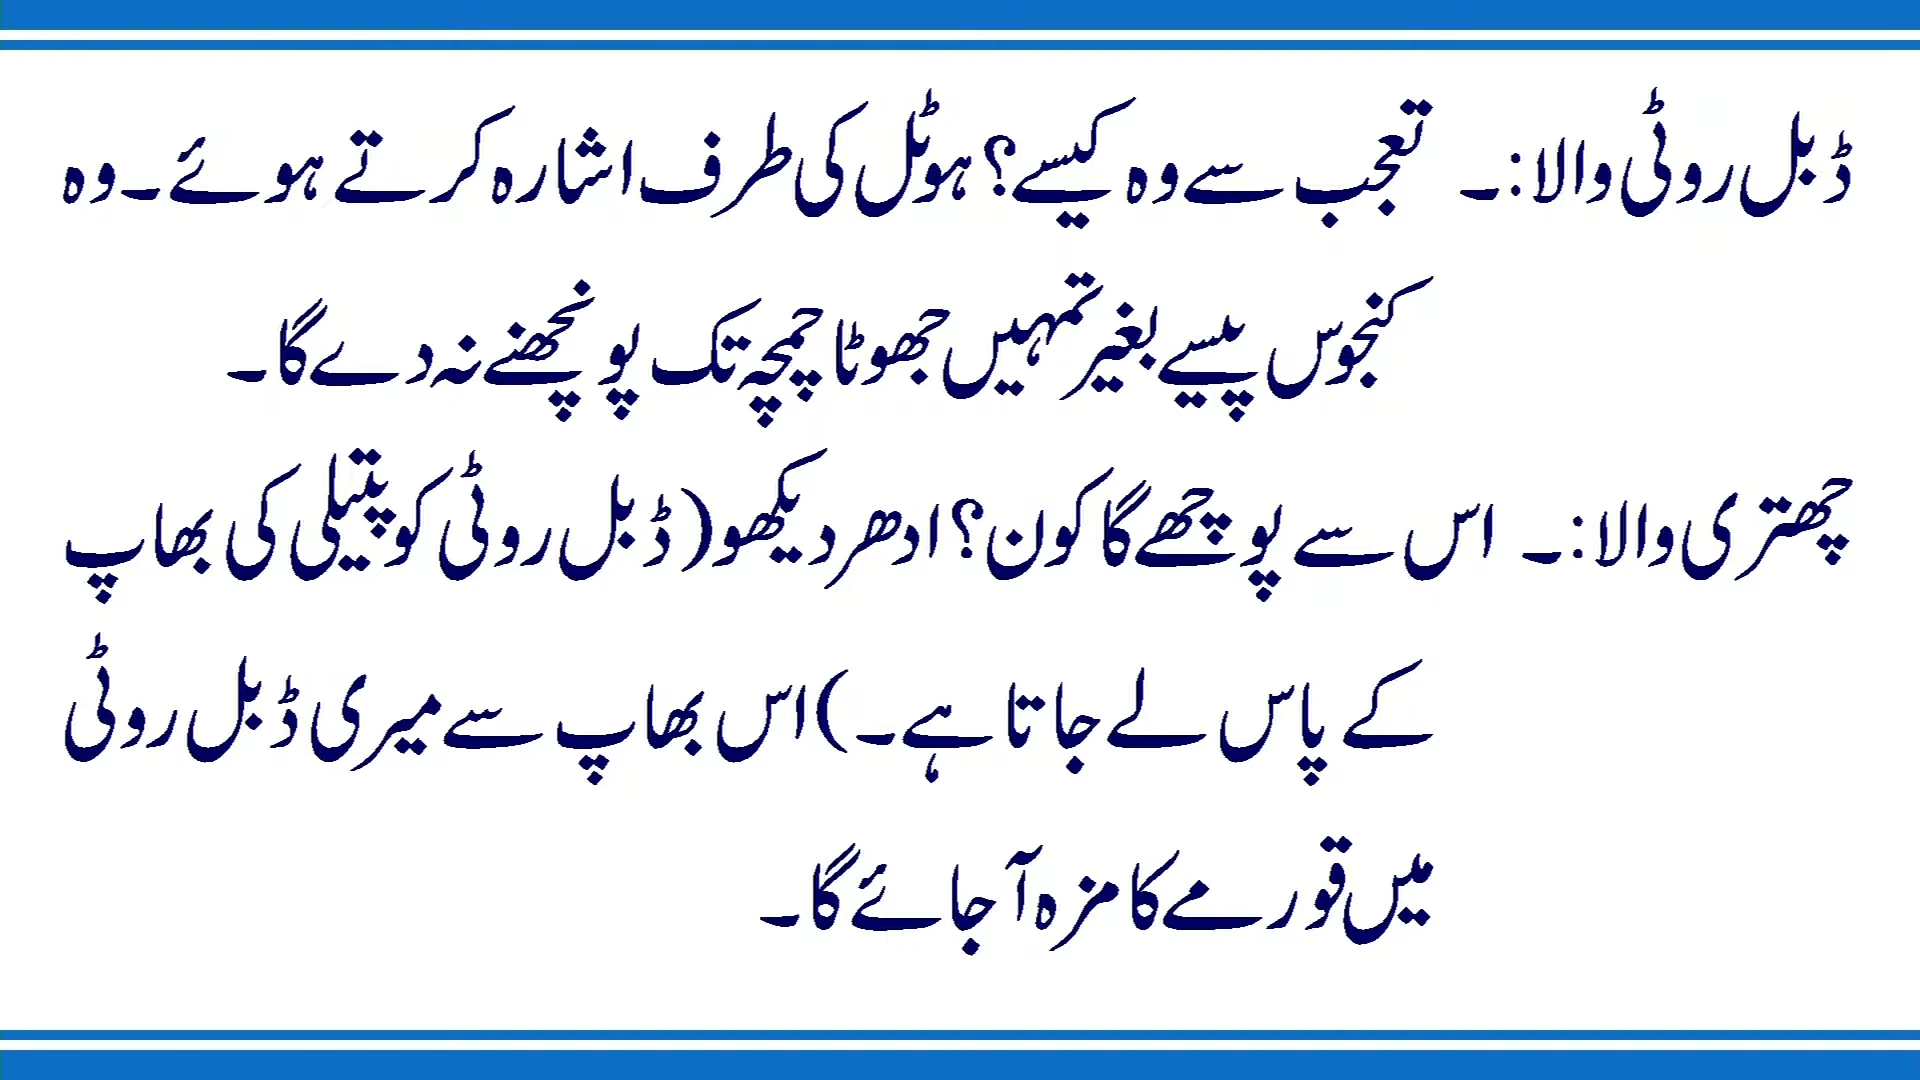 ڈبل روٹی والا:۔ تعجب سے وہ کیسے؟ ہوٹل کی طرف اشارہ کرتے ہوئے۔ وہ
کنجوس پیسے بغیر تمہیں جھوٹا چمچہ تک پونچھنے نہ دے گا۔
چھتری والا:۔ اس سے پوچھے گا کون؟ ادھر دیکھو (ڈبل روٹی کو پتیلی کی بھاپ
کے پاس لے جاتا ہے۔) اس بھاپ سے میری ڈبل روٹی
میں قورمے کا مزہ آجائے گا۔